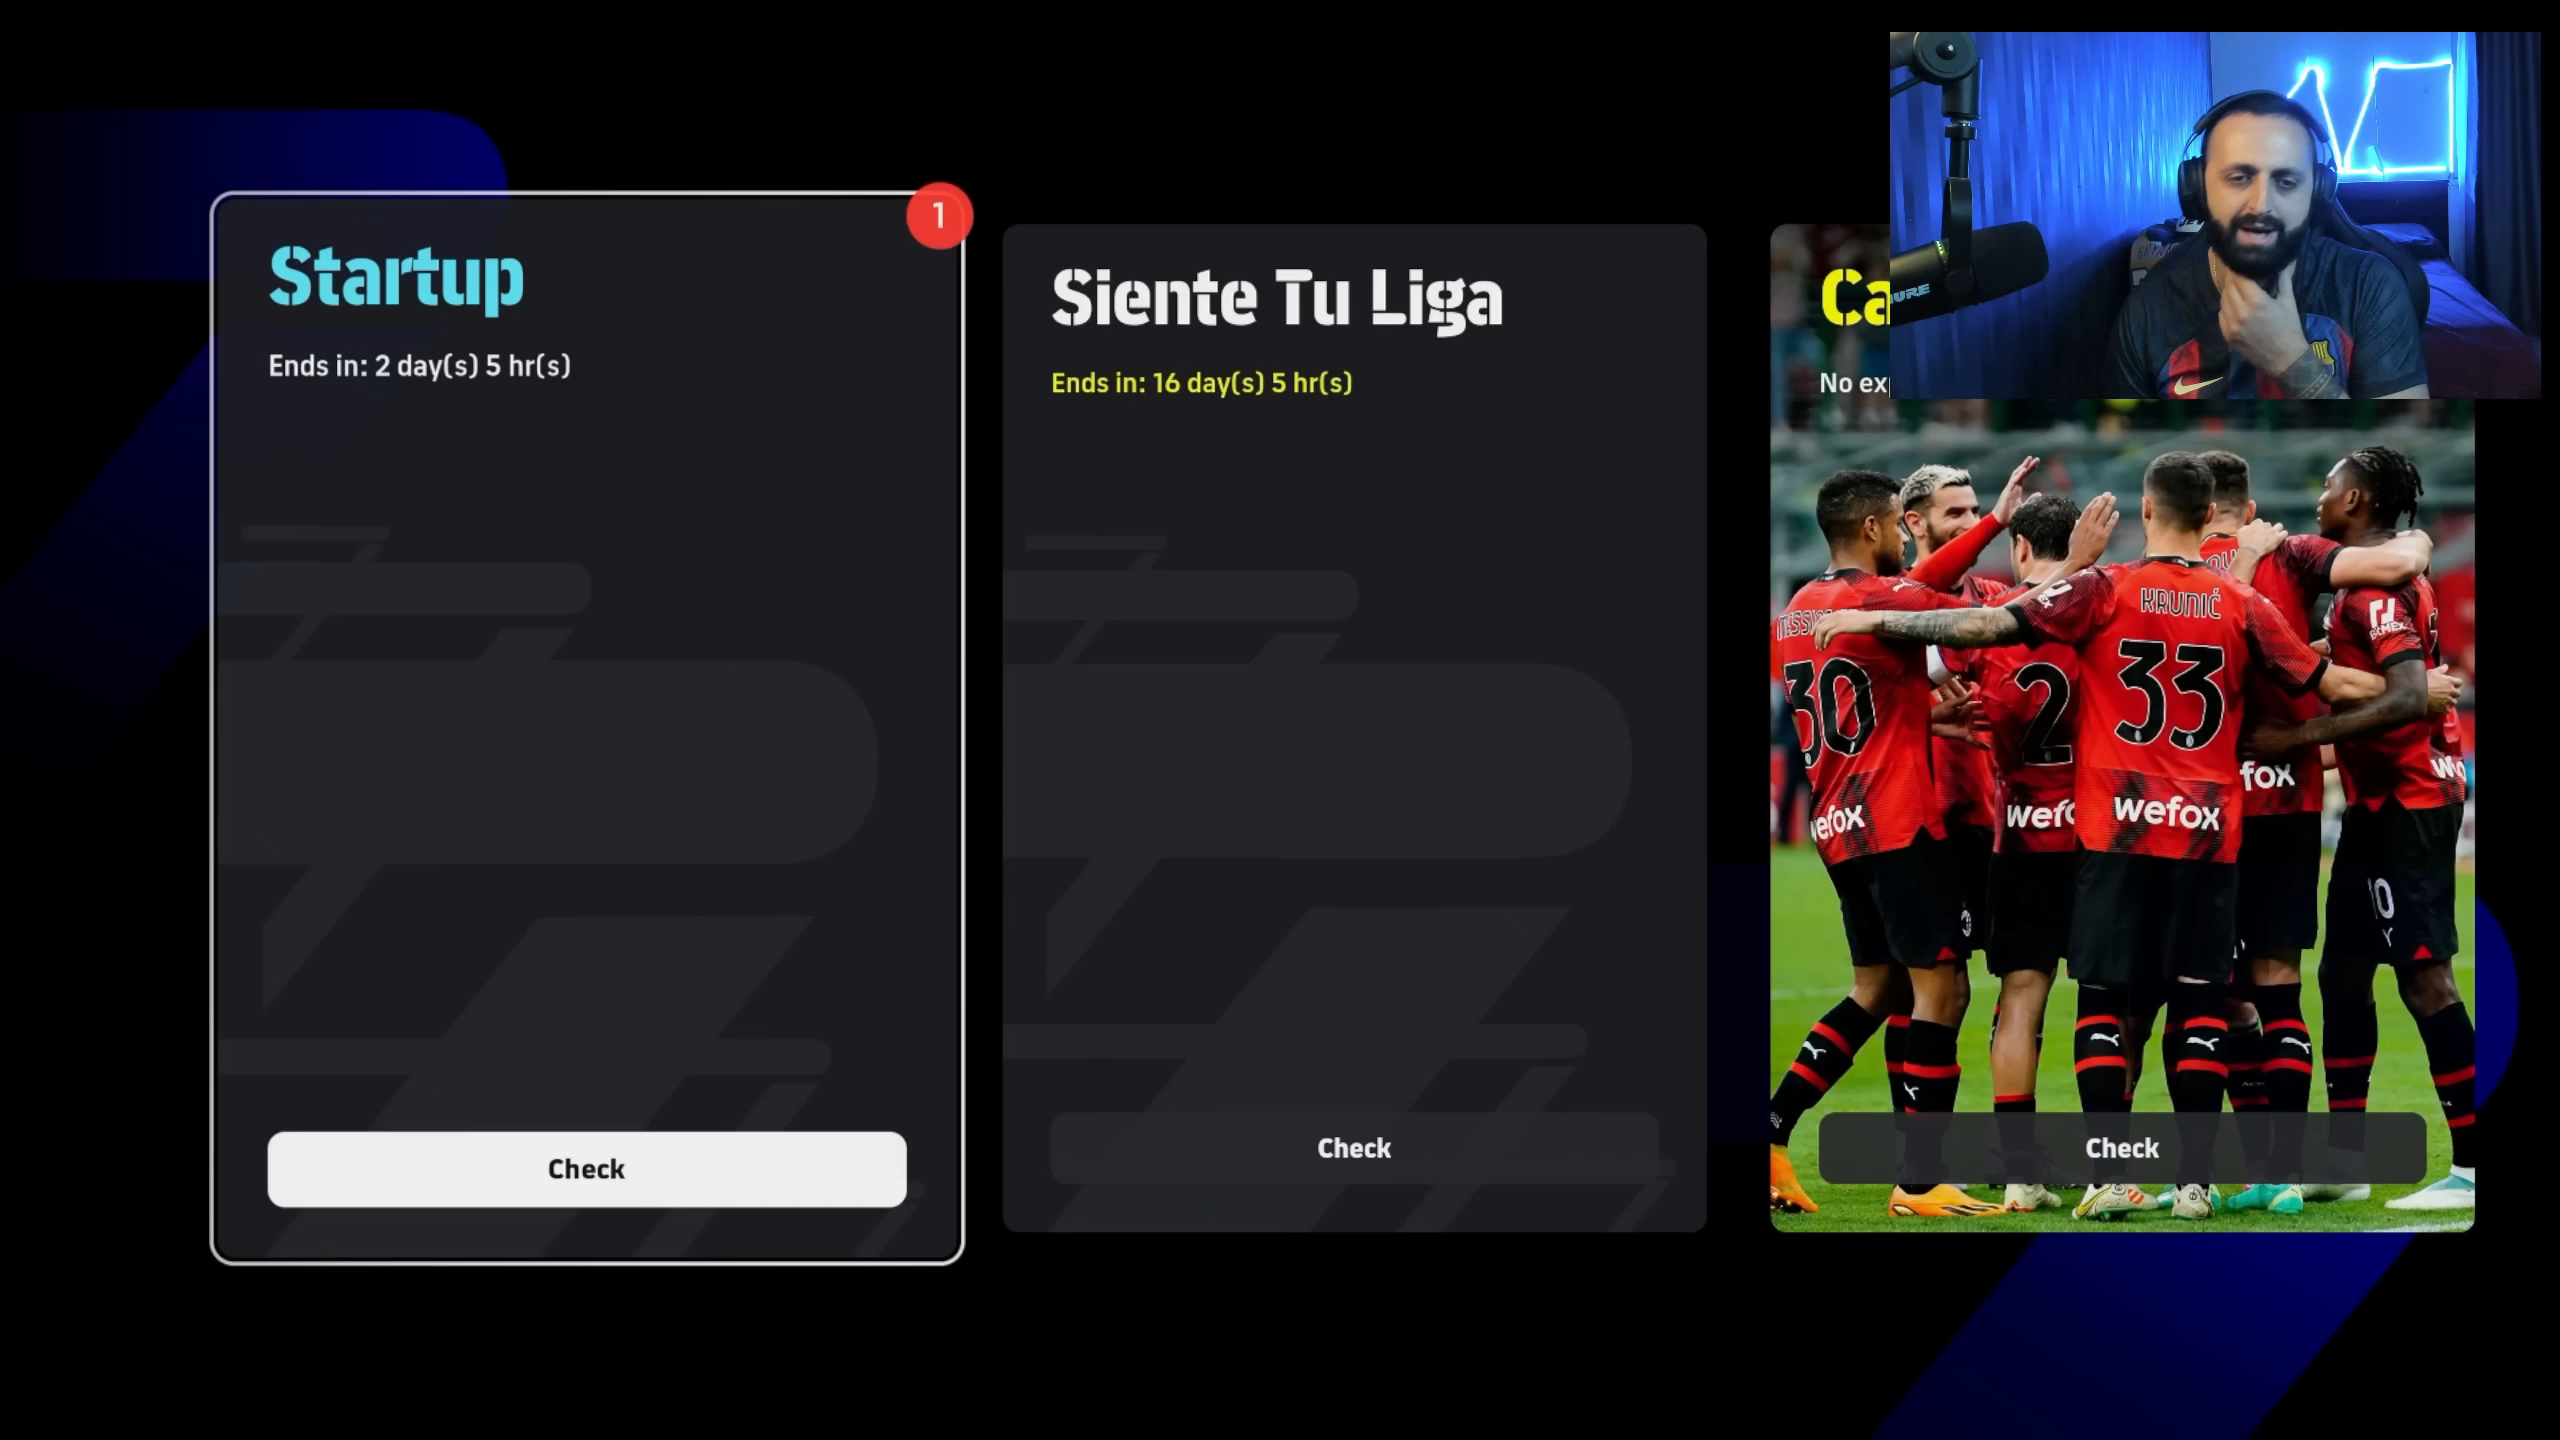 1
Startup
Ends in: 2 day(s) 5 hr(s)
Check
Siente Tu Liga
Ends in: 16 day(s) 5 hr(s)
Check
Ca
No ex
KRUNIĆ
30
2
33
wefox
wefox
fox
10
Check